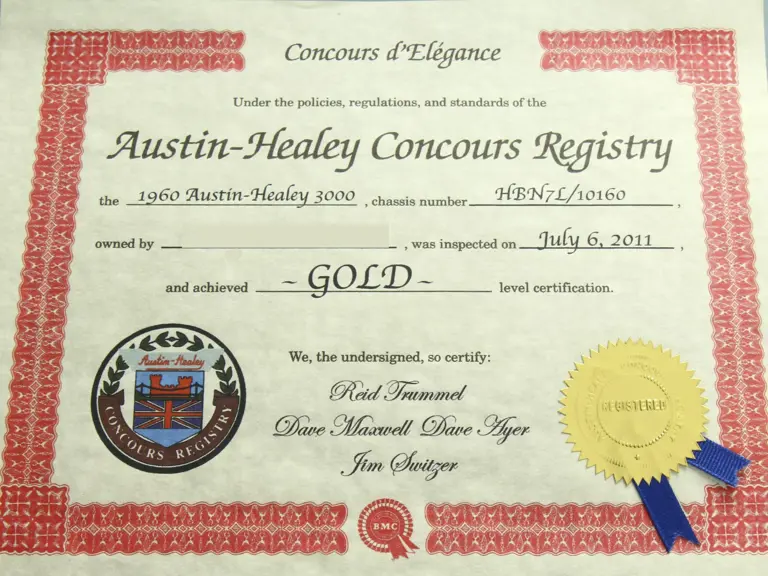 Concours d'Elégance
Under the policies, regulations, and standards of the
Austin-Healey Concours Registry
the 1960 Austin-Healey 3000, chassis number HBN7L/10160,
owned by , was inspected on July 6, 2011,
and achieved ~ GOLD ~ level certification.
We, the undersigned, so certify:
Reid Trummel
Dave Maxwell Dave Ayer
Jim Switzer
Austin-Healey
CONCOURS REGISTRY
REGISTERED
BMC